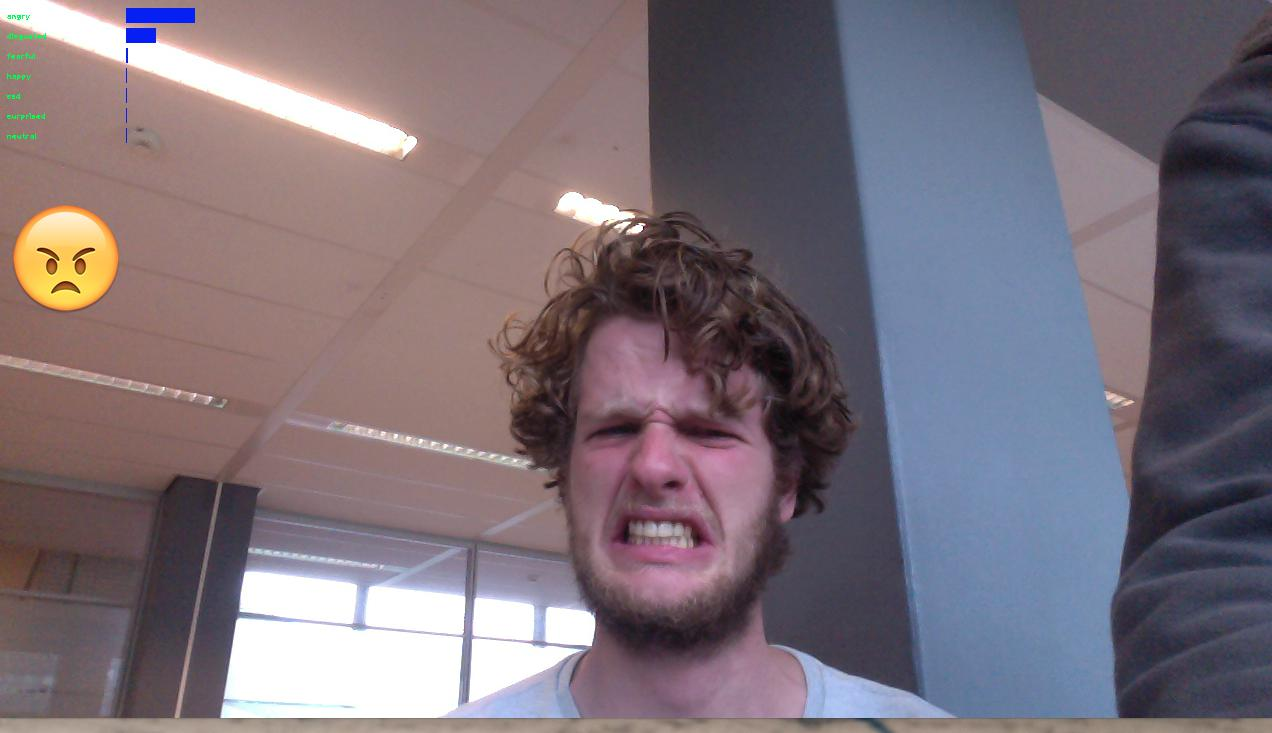 angry
disgusted
fearful
happy
sad
surprised
neutral